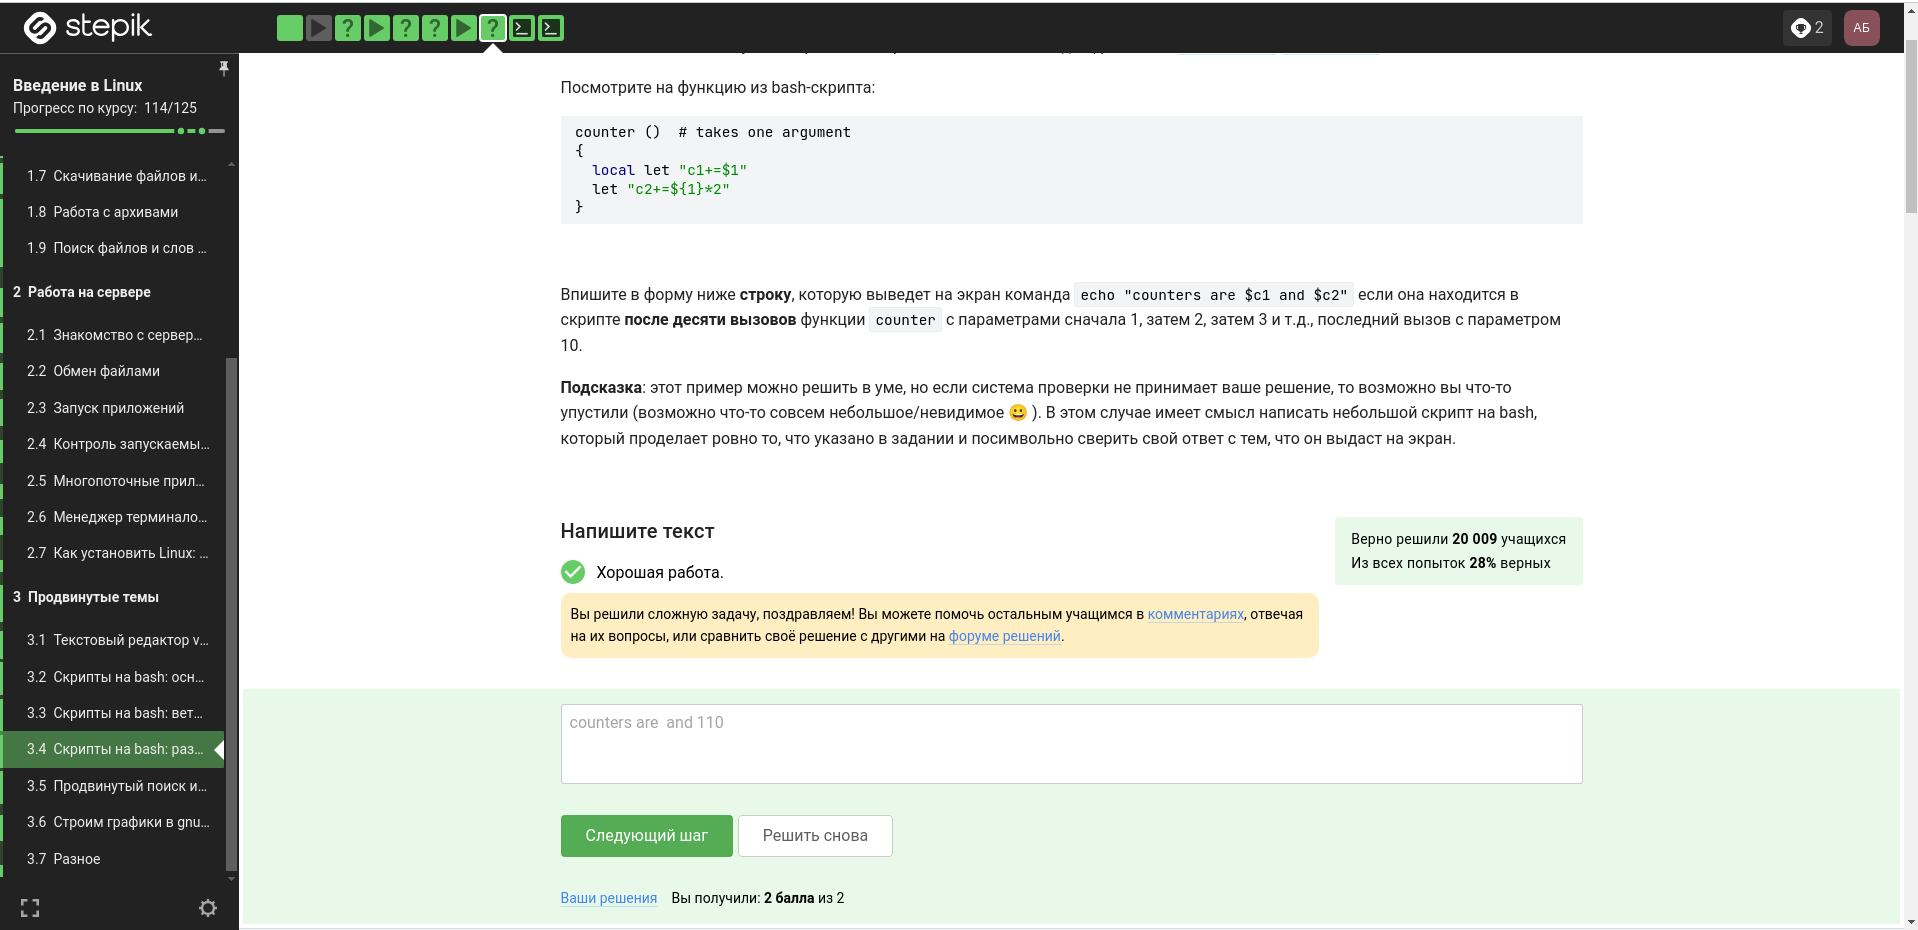 stepik
2
АБ
Введение в Linux
Прогресс по курсу: 114/125
1.7 Скачивание файлов и...
1.8 Работа с архивами
1.9 Поиск файлов и слов ...
2 Работа на сервере
2.1 Знакомство с сервер...
2.2 Обмен файлами
2.3 Запуск приложений
2.4 Контроль запускаемы...
2.5 Многопоточные прил...
2.6 Менеджер терминало...
2.7 Как установить Linux: ...
3 Продвинутые темы
3.1 Текстовый редактор v...
3.2 Скрипты на bash: осн...
3.3 Скрипты на bash: вет...
3.4 Скрипты на bash: раз...
3.5 Продвинутый поиск и...
3.6 Строим графики в gnu...
3.7 Разное
Посмотрите на функцию из bash-скрипта:
counter ()  # takes one argument
{
  local let "c1+=$1"
  let "c2+=${1}*2"
}
Впишите в форму ниже строку, которую выведет на экран команда echo "counters are $c1 and $c2" если она находится в
скрипте после десяти вызовов функции counter с параметрами сначала 1, затем 2, затем 3 и т.д., последний вызов с параметром
10.
Подсказка: этот пример можно решить в уме, но если система проверки не принимает ваше решение, то возможно вы что-то
упустили (возможно что-то совсем небольшое/невидимое 😀 ). В этом случае имеет смысл написать небольшой скрипт на bash,
который проделает ровно то, что указано в задании и посимвольно сверить свой ответ с тем, что он выдаст на экран.
Напишите текст
Верно решили 20 009 учащихся
Из всех попыток 28% верных
Хорошая работа.
Вы решили сложную задачу, поздравляем! Вы можете помочь остальным учащимся в комментариях, отвечая
на их вопросы, или сравнить своё решение с другими на форуме решений.
counters are  and 110
Следующий шаг
Решить снова
Ваши решения Вы получили: 2 балла из 2